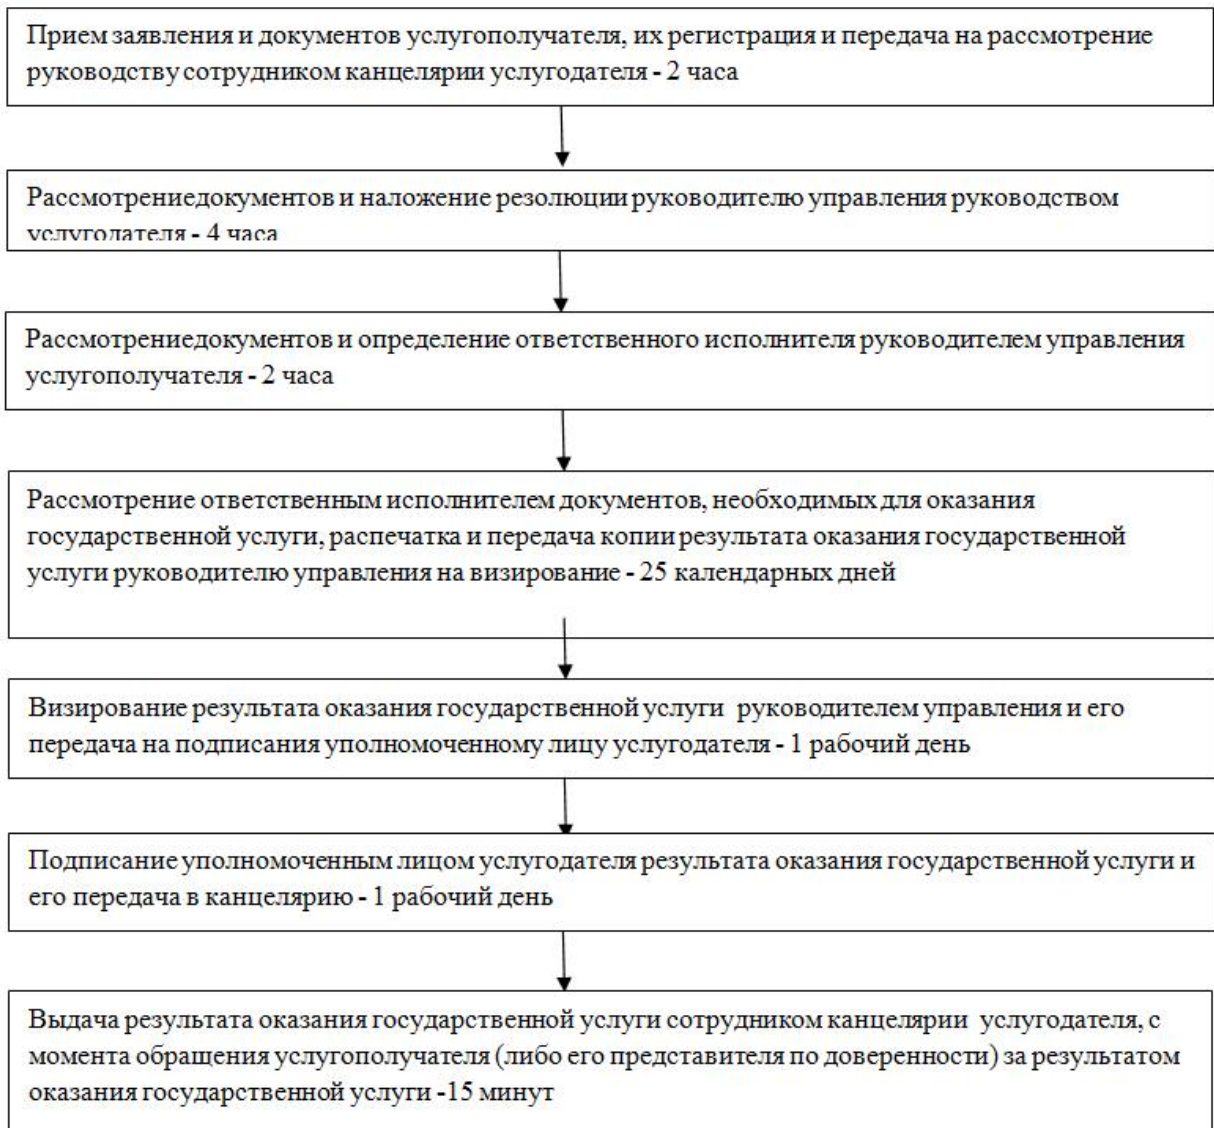 Прием заявления и документов услугополучателя, их регистрация и передача на рассмотрение
руководству сотрудником канцелярии услугодателя - 2 часа
Рассмотрениедокументов и наложение резолюции руководителю управления руководством
услугодателя - 4 часа
Рассмотрениедокументов и определение ответственного исполнителя руководителем управления
услугополучателя - 2 часа
Рассмотрение ответственным исполнителем документов, необходимых для оказания
государственной услуги, распечатка и передача копии результата оказания государственной
услуги руководителю управления на визирование - 25 календарных дней
Визирование результата оказания государственной услуги руководителем управления и его
передача на подписания уполномоченному лицу услугодателя - 1 рабочий день
Подписание уполномоченным лицом услугодателя результата оказания государственной услуги и
его передача в канцелярию - 1 рабочий день
Выдача результата оказания государственной услуги сотрудником канцелярии услугодателя, с
момента обращения услугополучателя (либо его представителя по доверенности) за результатом
оказания государственной услуги -15 минут